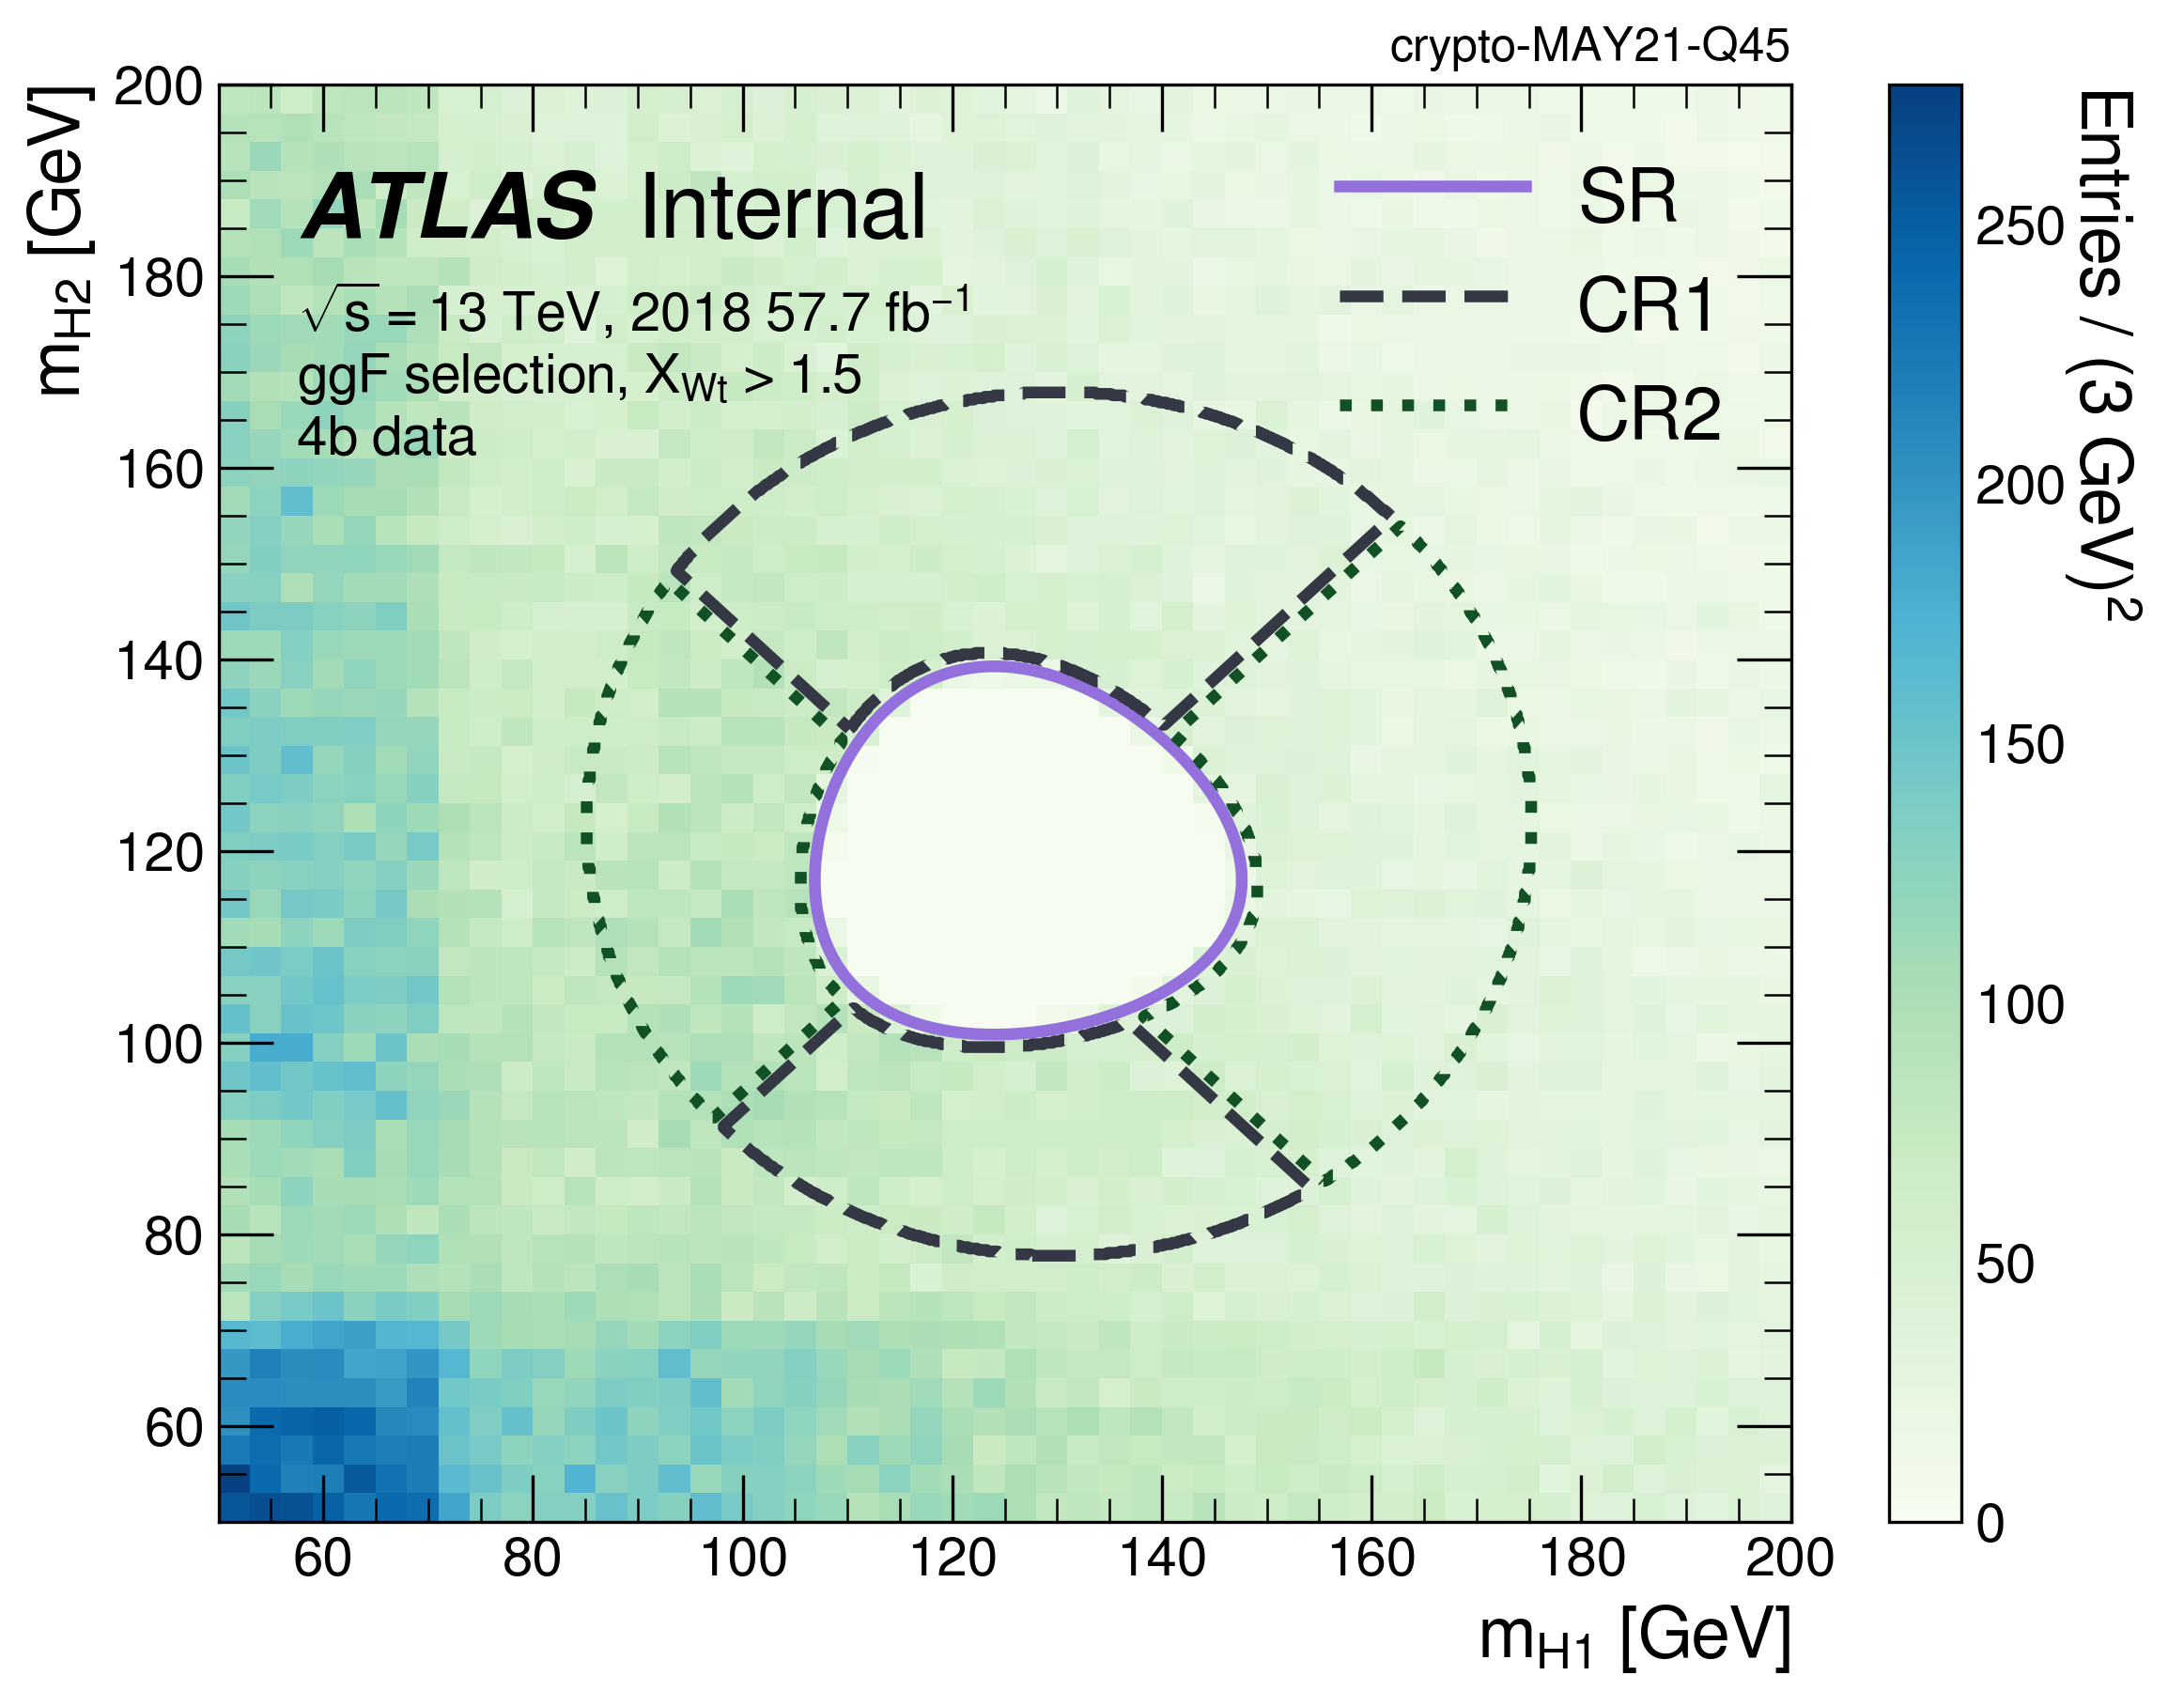 crypto-MAY21-Q45
ATLAS Internal
√s = 13 TeV, 2018 57.7 fb⁻¹
ggF selection, X_Wt > 1.5
4b data
SR
CR1
CR2
m_H2 [GeV]
200
180
160
140
120
100
80
60
60 80 100 120 140 160 180 200
m_H1 [GeV]
250
200
150
100
50
0
Entries / (3 GeV)²